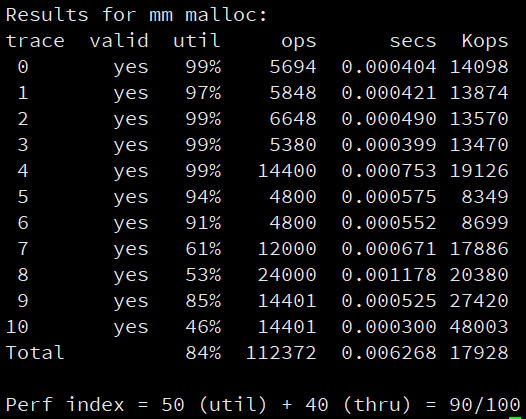 Results for mm malloc:
trace  valid  util     ops      secs  Kops
 0       yes   99%    5694  0.000404 14098
 1       yes   97%    5848  0.000421 13874
 2       yes   99%    6648  0.000490 13570
 3       yes   99%    5380  0.000399 13470
 4       yes   99%   14400  0.000753 19126
 5       yes   94%    4800  0.000575  8349
 6       yes   91%    4800  0.000552  8699
 7       yes   61%   12000  0.000671 17886
 8       yes   53%   24000  0.001178 20380
 9       yes   85%   14401  0.000525 27420
10       yes   46%   14401  0.000300 48003
Total          84%  112372  0.006268 17928

Perf index = 50 (util) + 40 (thru) = 90/100